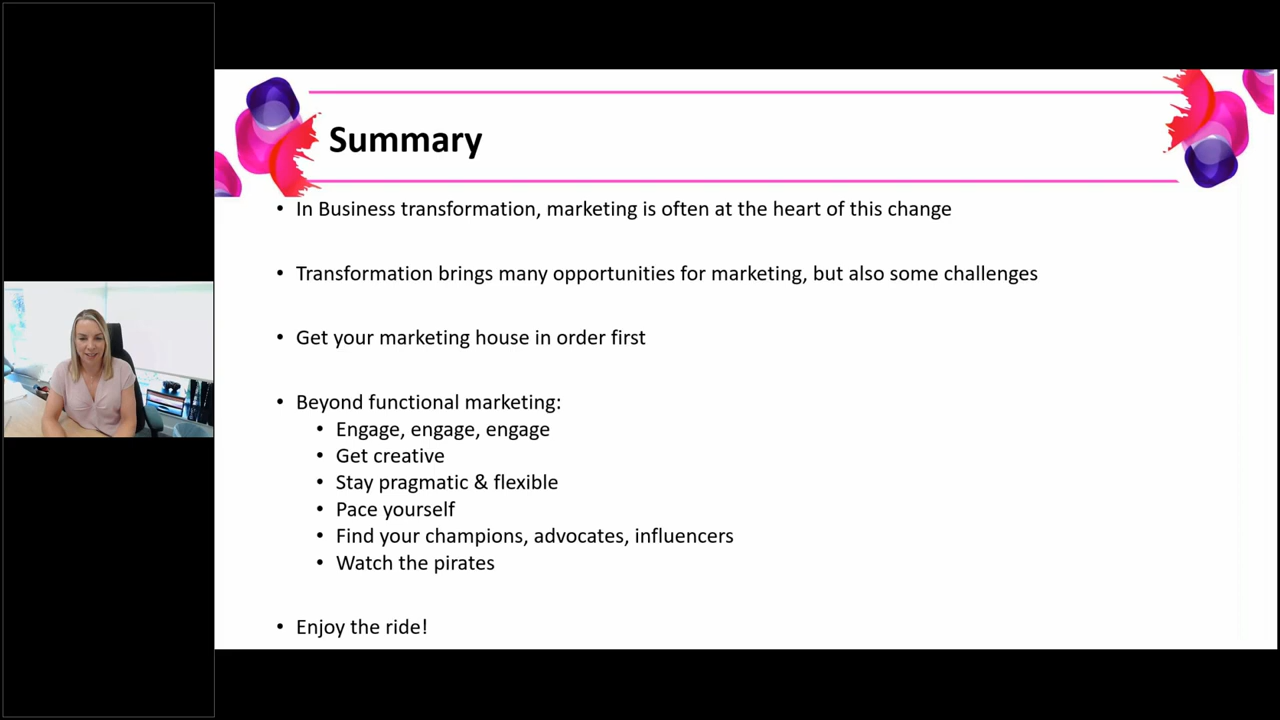 Summary
In Business transformation, marketing is often at the heart of this change
Transformation brings many opportunities for marketing, but also some challenges
Get your marketing house in order first
Beyond functional marketing:
Engage, engage, engage
Get creative
Stay pragmatic & flexible
Pace yourself
Find your champions, advocates, influencers
Watch the pirates
Enjoy the ride!